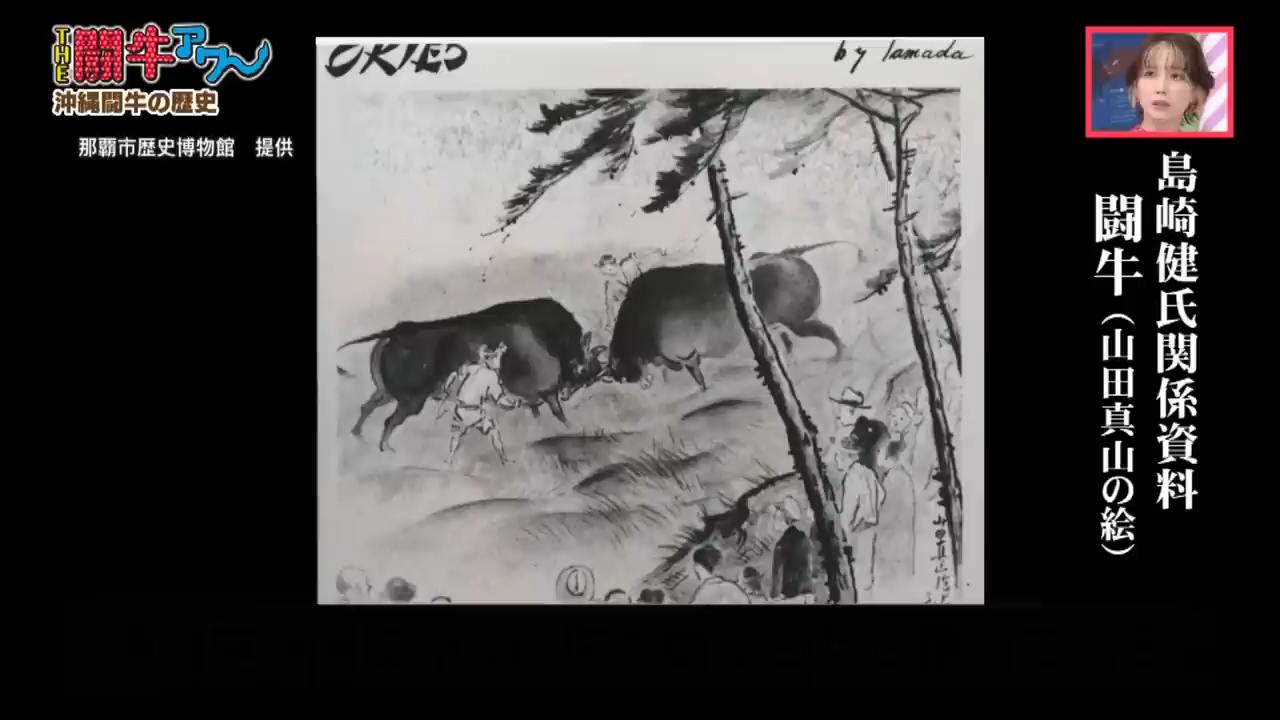 THE闘牛アワー
沖縄闘牛の歴史
那覇市歴史博物館　提供
OKIES
by Yamada
島崎健氏関係資料
闘牛（山田真山の絵）
①